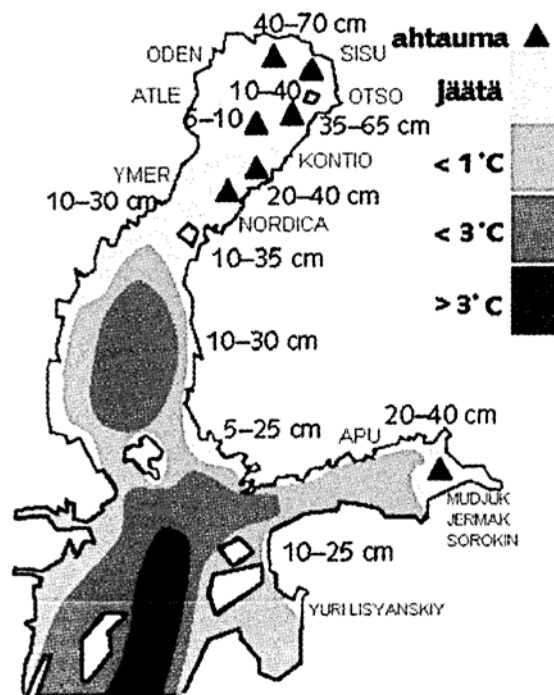 40–70 cm
ODEN
SISU
ahtauma
10–40
ATLE
OTSO
jäätä
5–10
35–65 cm
< 1°C
YMER
KONTIO
10–30 cm
20–40 cm
NORDICA
< 3°C
10–35 cm
> 3°C
10–30 cm
20–40 cm
5–25 cm
APU
MUDJUK
JERMAK
SOROKIN
10–25 cm
YURI LISYANSKIY